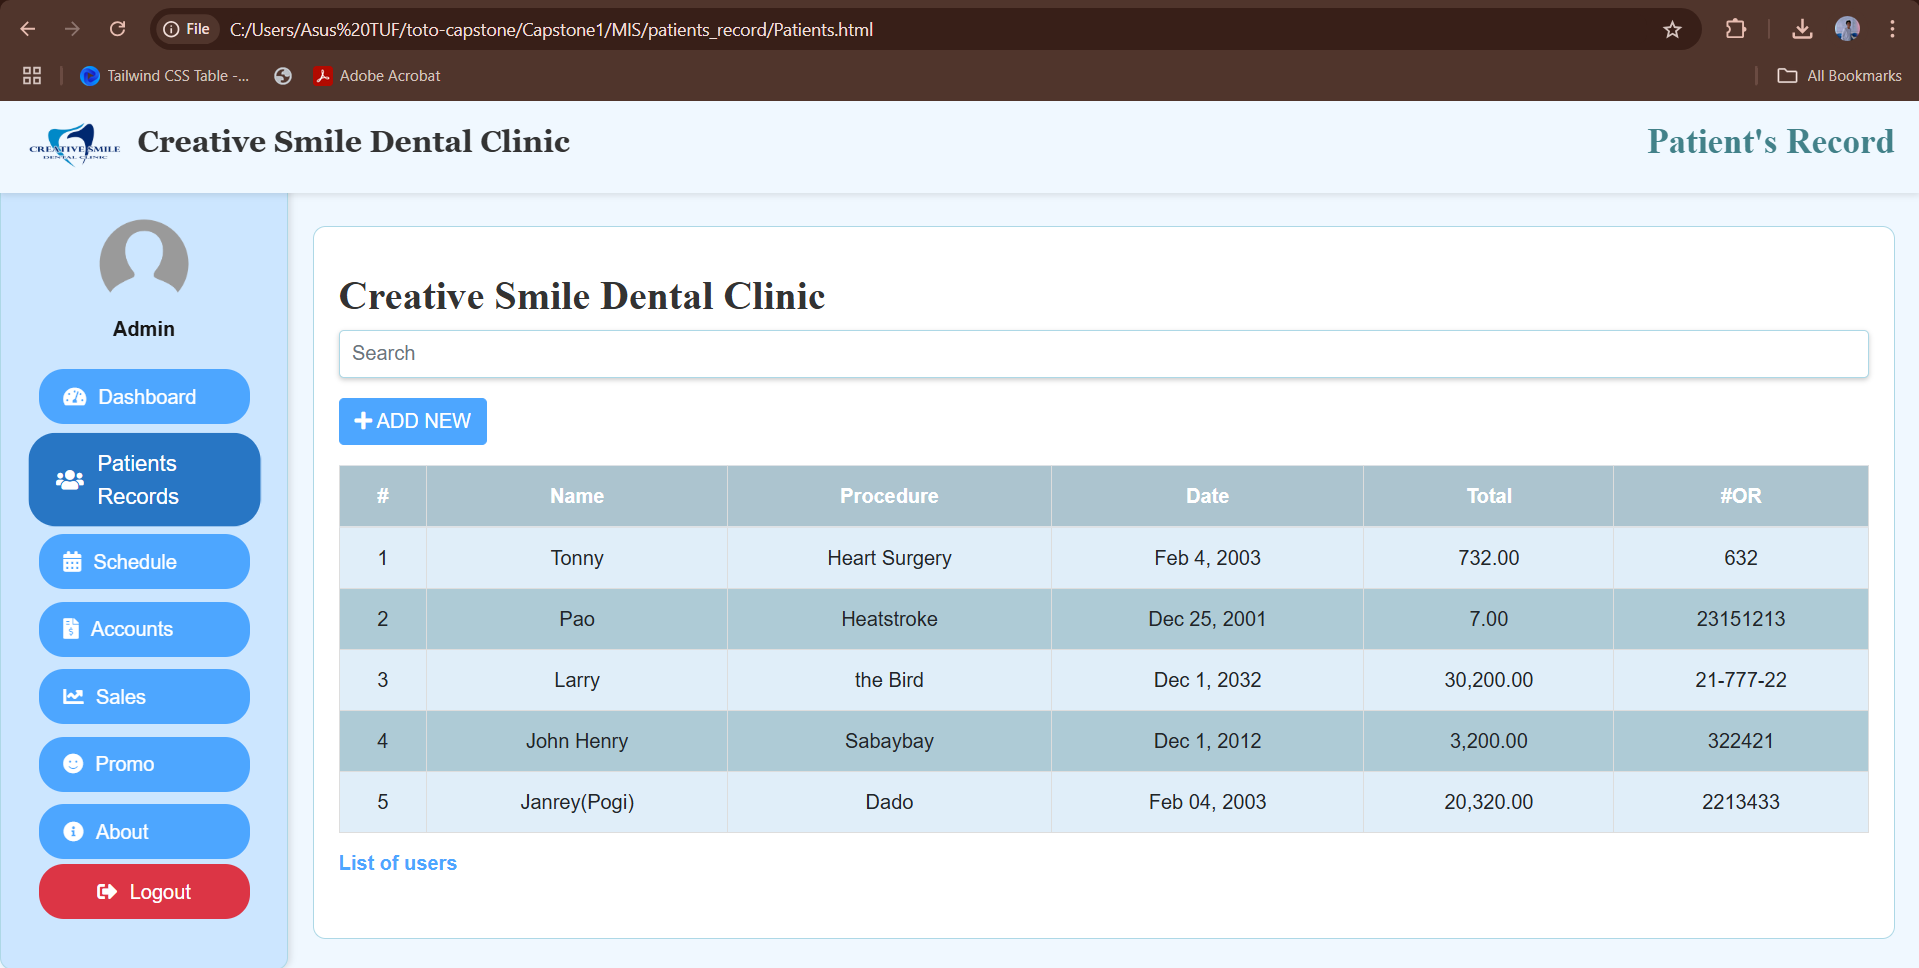 File C:/Users/Asus%20TUF/toto-capstone/Capstone1/MIS/patients_record/Patients.html
Tailwind CSS Table -... Adobe Acrobat All Bookmarks
CREATIVE SMILE
DENTAL CLINIC
Creative Smile Dental Clinic
Patient's Record
Admin
Dashboard
Patients
Records
Schedule
Accounts
Sales
Promo
About
Logout
Creative Smile Dental Clinic
Search
ADD NEW
# Name Procedure Date Total #OR
1 Tonny Heart Surgery Feb 4, 2003 732.00 632
2 Pao Heatstroke Dec 25, 2001 7.00 23151213
3 Larry the Bird Dec 1, 2032 30,200.00 21-777-22
4 John Henry Sabaybay Dec 1, 2012 3,200.00 322421
5 Janrey(Pogi) Dado Feb 04, 2003 20,320.00 2213433
List of users